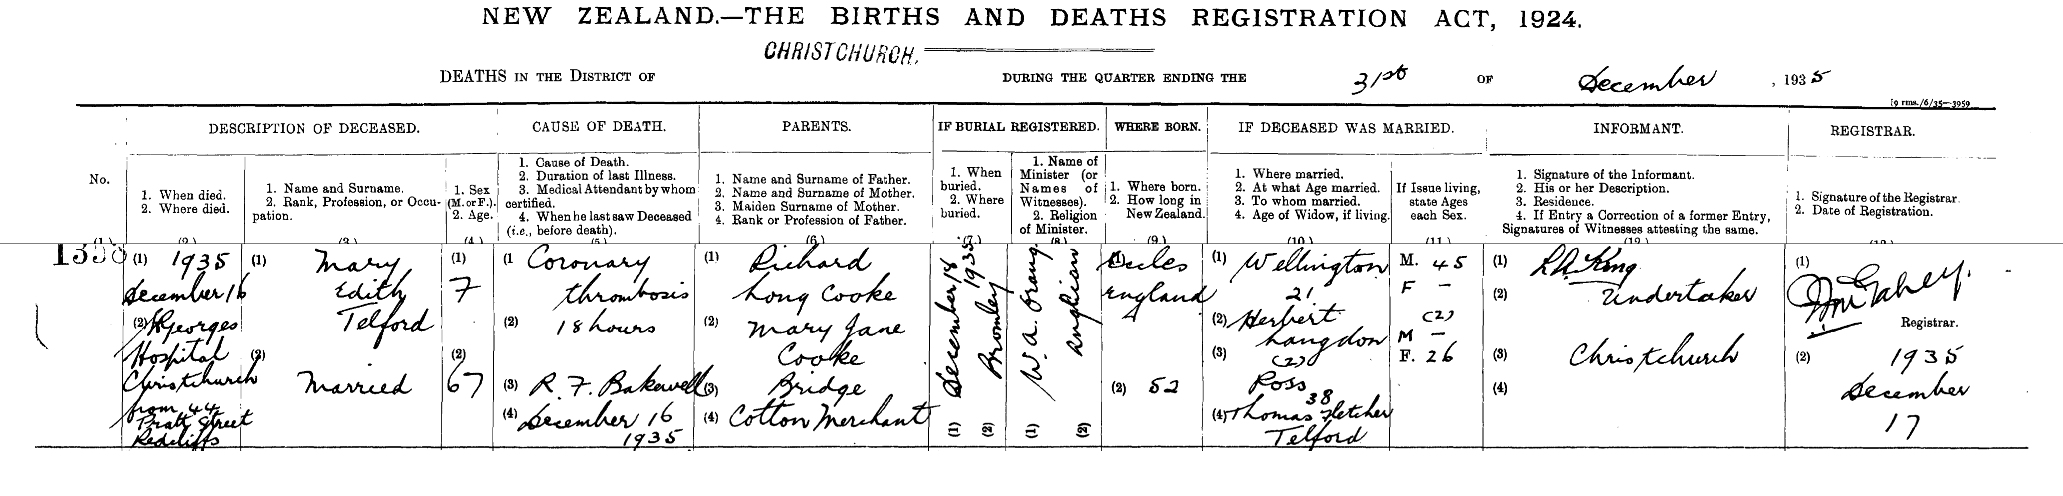 NEW ZEALAND.—THE BIRTHS AND DEATHS REGISTRATION ACT, 1924.
CHRISTCHURCH.
DEATHS IN THE DISTRICT OF DURING THE QUARTER ENDING THE 31st OF December, 1935
[9 rms./6/35—3959
DESCRIPTION OF DECEASED. CAUSE OF DEATH. PARENTS. IF BURIAL REGISTERED. WHERE BORN. IF DECEASED WAS MARRIED. INFORMANT. REGISTRAR.
No.
1. When died.
2. Where died.
1. Name and Surname.
2. Rank, Profession, or Occu-
pation.
1. Sex
(M. or F.).
2. Age.
1. Cause of Death.
2. Duration of last Illness.
3. Medical Attendant by whom
certified.
4. When he last saw Deceased
(i.e., before death).
1. Name and Surname of Father.
2. Name and Surname of Mother.
3. Maiden Surname of Mother.
4. Rank or Profession of Father.
1. When
buried.
2. Where
buried.
1. Name of
Minister (or
Names of
Witnesses).
2. Religion
of Minister.
1. Where born.
2. How long in
New Zealand.
1. Where married.
2. At what Age married.
3. To whom married.
4. Age of Widow, if living.
If Issue living,
state Ages
each Sex.
1. Signature of the Informant.
2. His or her Description.
3. Residence.
4. If Entry a Correction of a former Entry,
Signatures of Witnesses attesting the same.
1. Signature of the Registrar.
2. Date of Registration.
(1) (2) (3) (4) (5) (6) (7) (8) (9) (10) (11) (12) (13)
(1) 1935
December 16
(2) St Georges
Hospital
Christchurch
from 44
Pratt Street
Redcliffs
(1) Mary
Edith
Telford
(2)
Married
(1)
F
(2)
67
(1 Coronary
thrombosis
(2) 18 hours
(3) R. F. Bakewell
(4) December 16
1935
(1) Richard
Long Cooke
(2) Mary Jane
Cooke
(3) Bridge
(4) Cotton Merchant
(1) December 18
1935
(2) Bromley
(1) W. A. Orange
(2) Anglican
(1) Eccles
England
(2) 52
(1) Wellington
21
(2) Herbert
Langdon
(3) (2)
Ross
38
(4) Thomas Fletcher
Telford
M. 45
F –
(2)
M –
F. 26
(1) King
(2) Undertaker
(3) Christchurch
(4)
(1)
Registrar.
(2) 1935
December
17